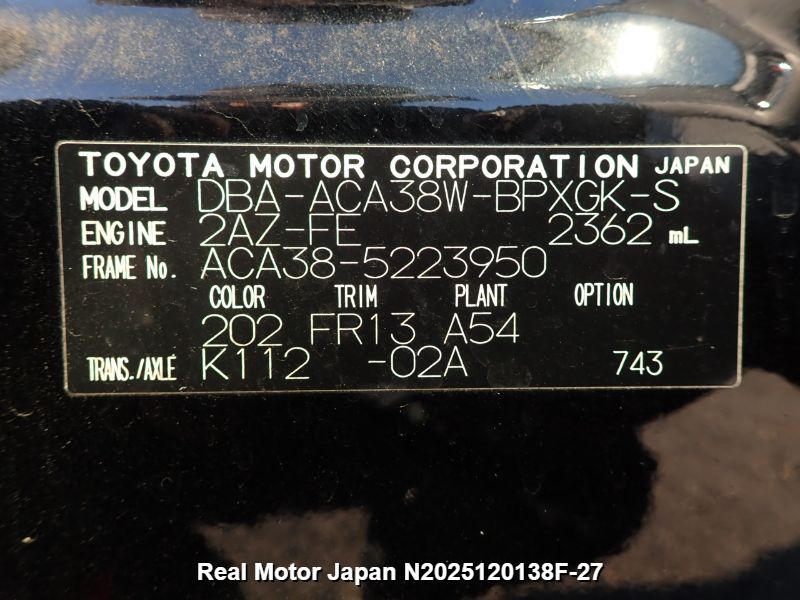 TOYOTA MOTOR CORPORATION JAPAN
MODEL DBA-ACA38W-BPXGK-S
ENGINE 2AZ-FE 2362 mL
FRAME No. ACA38-5223950
COLOR TRIM PLANT OPTION
202 FR13 A54
TRANS./AXLE K112 -02A 743
Real Motor Japan N2025120138F-27